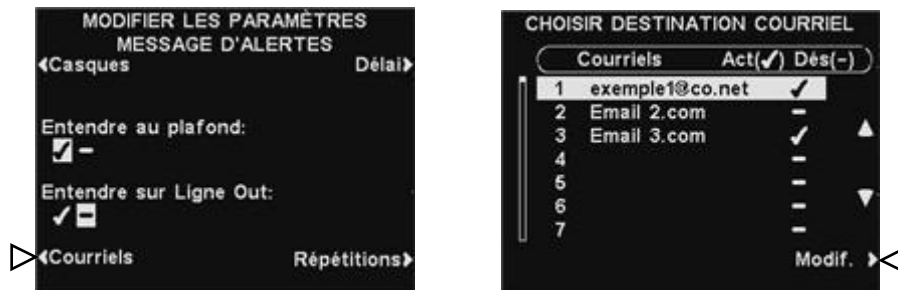 MODIFIER LES PARAMÈTRES
MESSAGE D'ALERTES
Casques Délai
Entendre au plafond:
✓ –
Entendre sur Ligne Out:
✓ –
Courriels Répétitions
CHOISIR DESTINATION COURRIEL
Courriels Act(✓) Dés(-)
1 exemple1@co.net ✓
2 Email 2.com –
3 Email 3.com ✓
4 –
5 –
6 –
7 –
Modif.